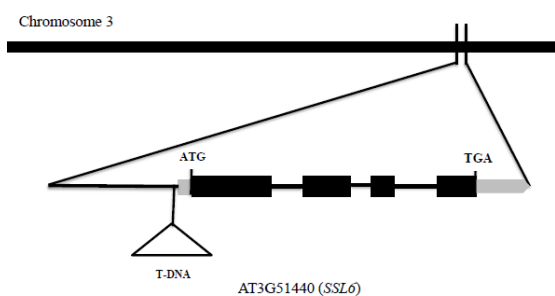 Chromosome 3
ATG
TGA
T-DNA
AT3G51440 (SSL6)